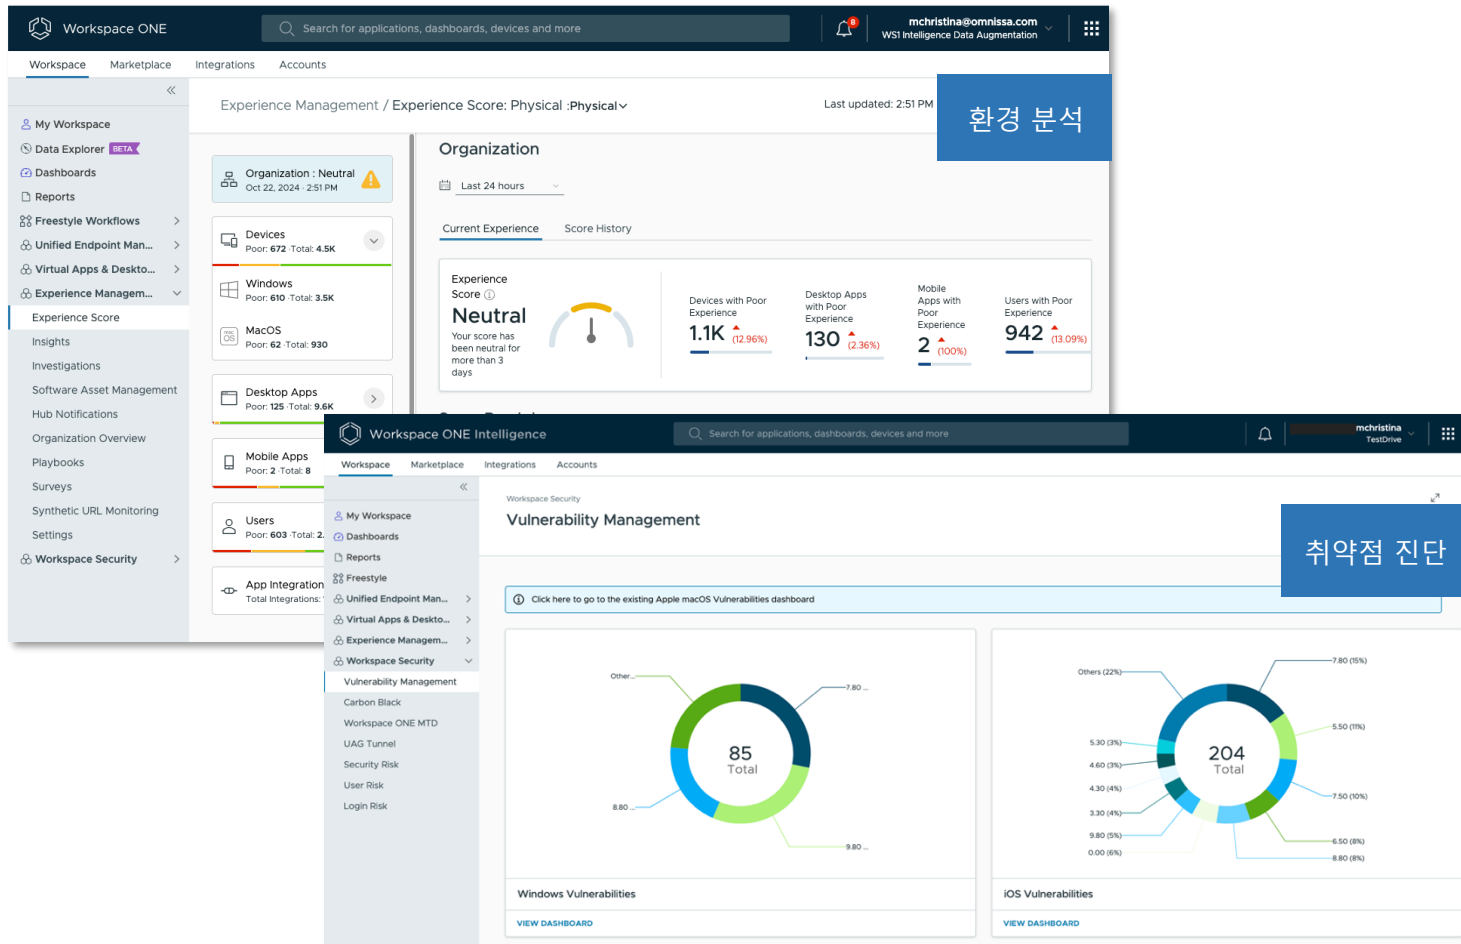 Workspace ONE
Search for applications, dashboards, devices and more
8
mchristina@omnissa.com
WS1 Intelligence Data Augmentation
Workspace
Marketplace
Integrations
Accounts
My Workspace
Data Explorer BETA
Dashboards
Reports
Freestyle Workflows
Unified Endpoint Man...
Virtual Apps & Deskto...
Experience Managem...
Experience Score
Insights
Investigations
Software Asset Management
Hub Notifications
Organization Overview
Playbooks
Surveys
Synthetic URL Monitoring
Settings
Workspace Security
Experience Management / Experience Score: Physical :Physical
Last updated: 2:51 PM
환경 분석
Organization : Neutral
Oct 22, 2024 · 2:51 PM
Devices
Poor: 672 ·Total: 4.5K
Windows
Poor: 610 ·Total: 3.5K
MacOS
Poor: 62 ·Total: 930
mac
OS
Desktop Apps
Poor: 125 ·Total: 9.6K
Mobile Apps
Poor: 2 ·Total: 8
Users
Poor: 603 ·Total: 2.
App Integration
Total Integrations:
Organization
Last 24 hours
Current Experience
Score History
Experience
Score
Neutral
Your score has
been neutral for
more than 3
days
Devices with Poor
Experience
1.1K (12.96%)
Desktop Apps
with Poor
Experience
130 (2.36%)
Mobile
Apps with
Poor
Experience
2 (100%)
Users with Poor
Experience
942 (13.09%)
Workspace ONE Intelligence
Search for applications, dashboards, devices and more
mchristina
TestDrive
Workspace
Marketplace
Integrations
Accounts
My Workspace
Dashboards
Reports
Freestyle
Unified Endpoint Man...
Virtual Apps & Deskto...
Experience Managem...
Workspace Security
Vulnerability Management
Carbon Black
Workspace ONE MTD
UAG Tunnel
Security Risk
User Risk
Login Risk
Workspace Security
Vulnerability Management
취약점 진단
Click here to go to the existing Apple macOS Vulnerabilities dashboard
Other...
7.80 ...
85
Total
8.80 ...
9.80 ...
Windows Vulnerabilities
VIEW DASHBOARD
Others (22%)
7.80 (15%)
5.50 (11%)
5.30 (3%)
4.60 (3%)
204
Total
4.30 (4%)
7.50 (10%)
3.30 (4%)
9.80 (5%)
6.50 (8%)
0.00 (6%)
8.80 (8%)
iOS Vulnerabilities
VIEW DASHBOARD